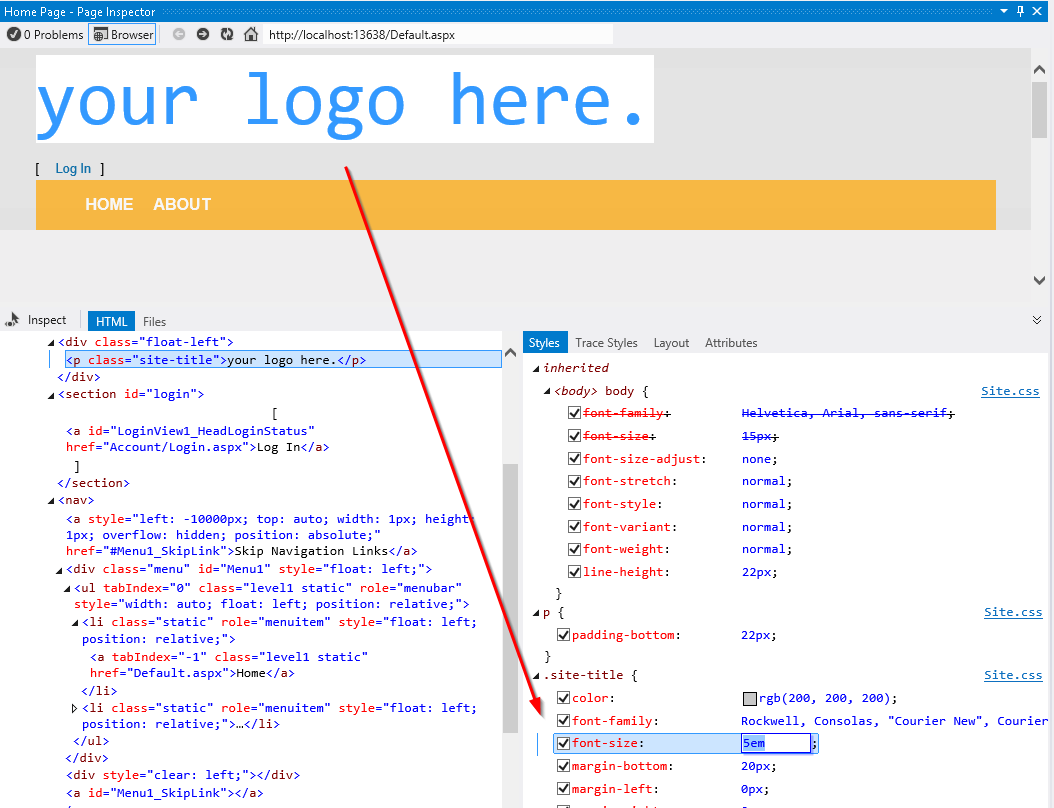 Home Page - Page Inspector
0 Problems Browser http://localhost:13638/Default.aspx
your logo here.
[ Log In ]
HOME ABOUT
Inspect HTML Files
<div class="float-left">
<p class="site-title">your logo here.</p>
</div>
<section id="login">
[
<a id="LoginView1_HeadLoginStatus"
href="Account/Login.aspx">Log In</a>
]
</section>
<nav>
<a style="left: -10000px; top: auto; width: 1px; height:
1px; overflow: hidden; position: absolute;"
href="#Menu1_SkipLink">Skip Navigation Links</a>
<div class="menu" id="Menu1" style="float: left;">
<ul tabIndex="0" class="level1 static" role="menubar"
style="width: auto; float: left; position: relative;">
<li class="static" role="menuitem" style="float: left;
position: relative;">
<a tabIndex="-1" class="level1 static"
href="Default.aspx">Home</a>
</li>
<li class="static" role="menuitem" style="float: left;
position: relative;">…</li>
</ul>
</div>
<div style="clear: left;"></div>
<a id="Menu1_SkipLink"></a>
Styles Trace Styles Layout Attributes
inherited
<body> body { Site.css
font-family: Helvetica, Arial, sans-serif;
font-size: 15px;
font-size-adjust: none;
font-stretch: normal;
font-style: normal;
font-variant: normal;
font-weight: normal;
line-height: 22px;
}
p { Site.css
padding-bottom: 22px;
}
.site-title { Site.css
color: rgb(200, 200, 200);
font-family: Rockwell, Consolas, "Courier New", Courier
font-size: 5em ;
margin-bottom: 20px;
margin-left: 0px;